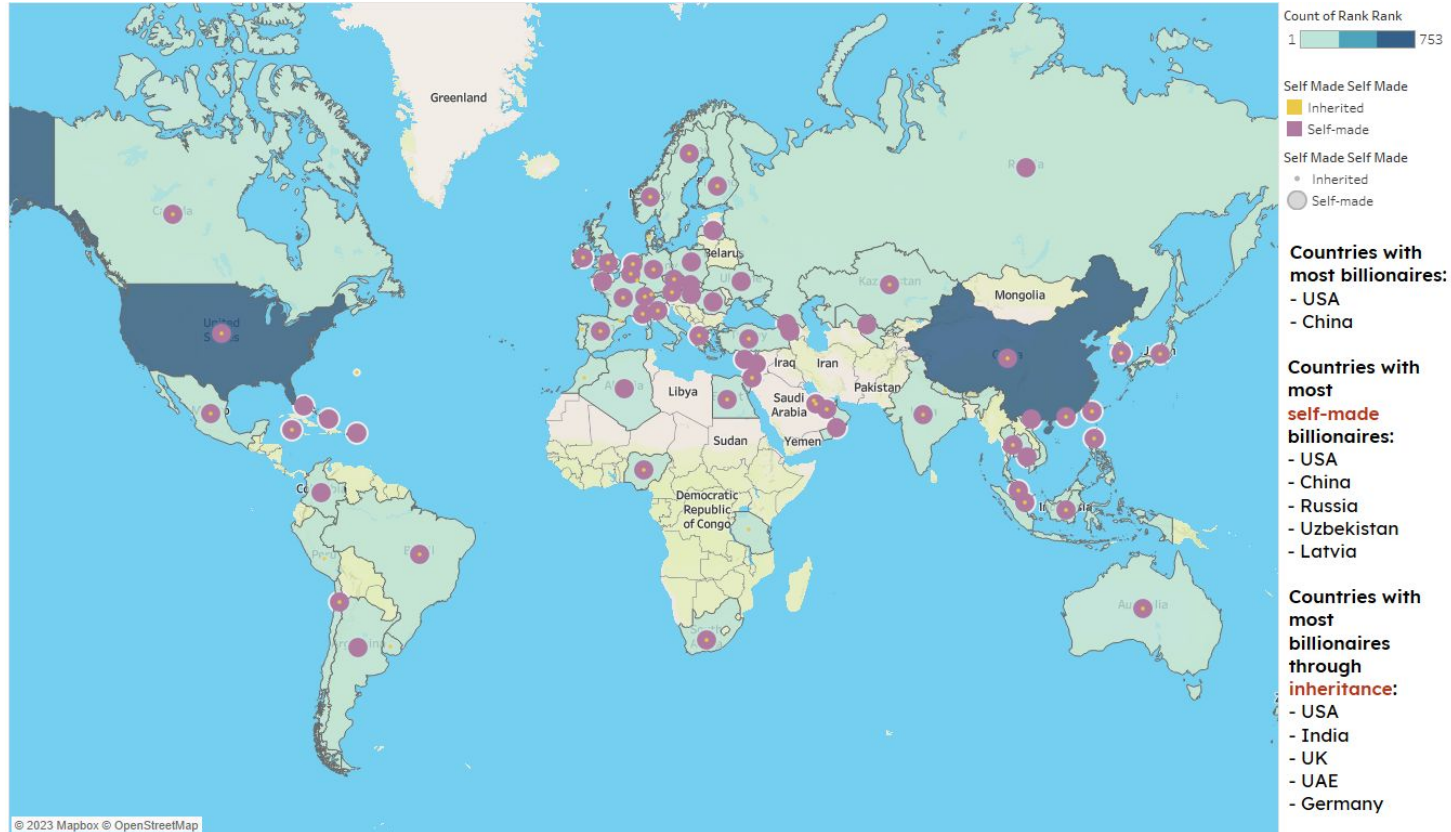 Greenland
Belarus
Mongolia
Iraq
Iran
Pakistan
Libya
Saudi
Arabia
Sudan
Yemen
Democratic
Republic
of Congo
Peru
© 2023 Mapbox © OpenStreetMap
Count of Rank Rank
1
753
Self Made Self Made
Inherited
Self-made
Self Made Self Made
Inherited
Self-made
Countries with
most billionaires:
- USA
- China
Countries with
most
self-made
billionaires:
- USA
- China
- Russia
- Uzbekistan
- Latvia
Countries with
most
billionaires
through
inheritance:
- USA
- India
- UK
- UAE
- Germany